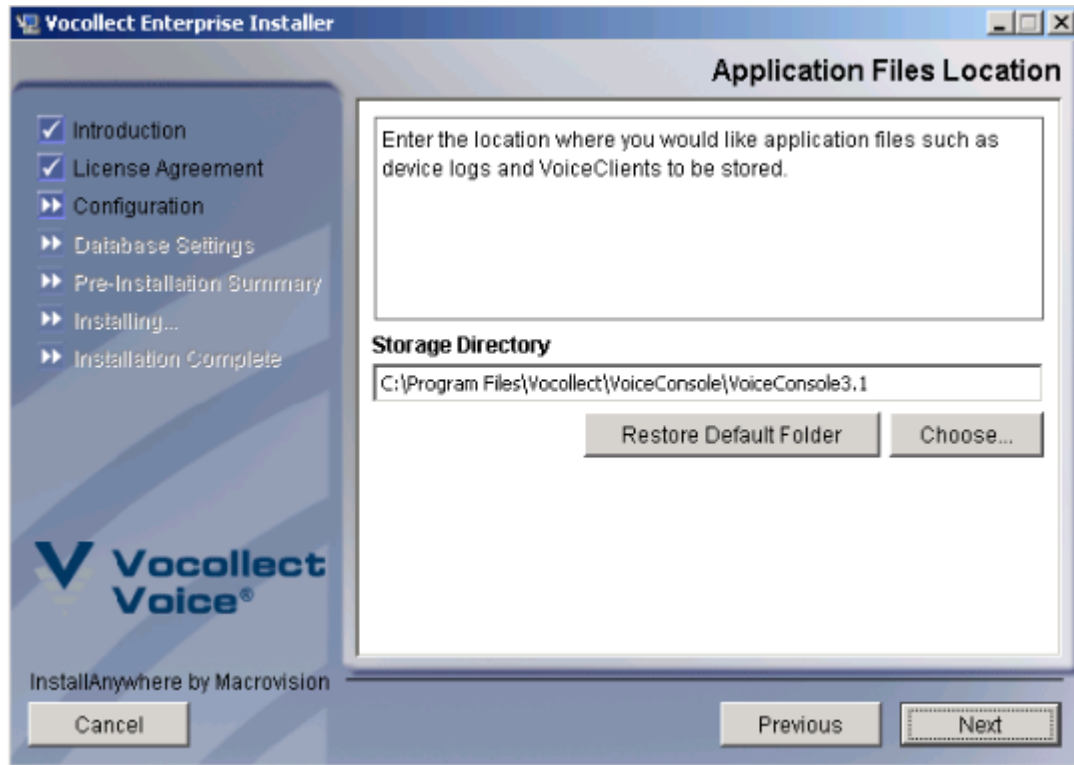 Vocollect Enterprise Installer
Application Files Location
Introduction
License Agreement
Configuration
Database Settings
Pre-Installation Summary
Installing...
Installation Complete
Enter the location where you would like application files such as
device logs and VoiceClients to be stored.
Storage Directory
C:\Program Files\Vocollect\VoiceConsole\VoiceConsole3.1
Restore Default Folder
Choose...
Vocollect
Voice®
InstallAnywhere by Macrovision
Cancel
Previous
Next